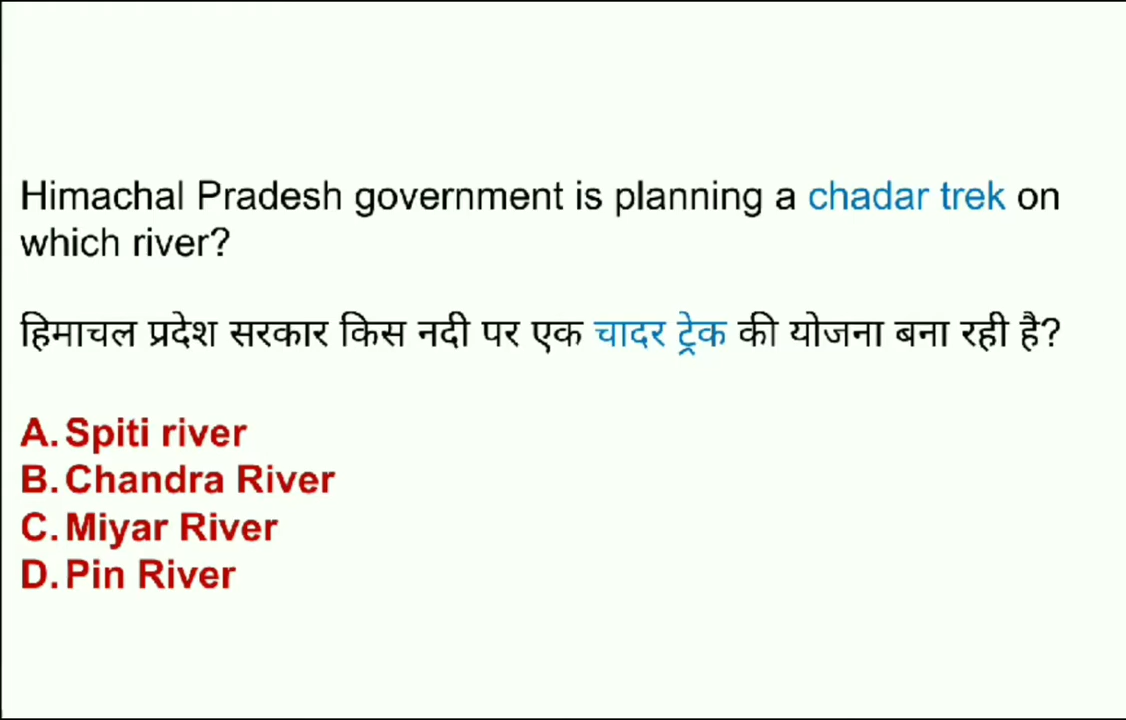 Himachal Pradesh government is planning a chadar trek on
which river?
हिमाचल प्रदेश सरकार किस नदी पर एक चादर ट्रेक की योजना बना रही है?
A. Spiti river
B. Chandra River
C. Miyar River
D. Pin River